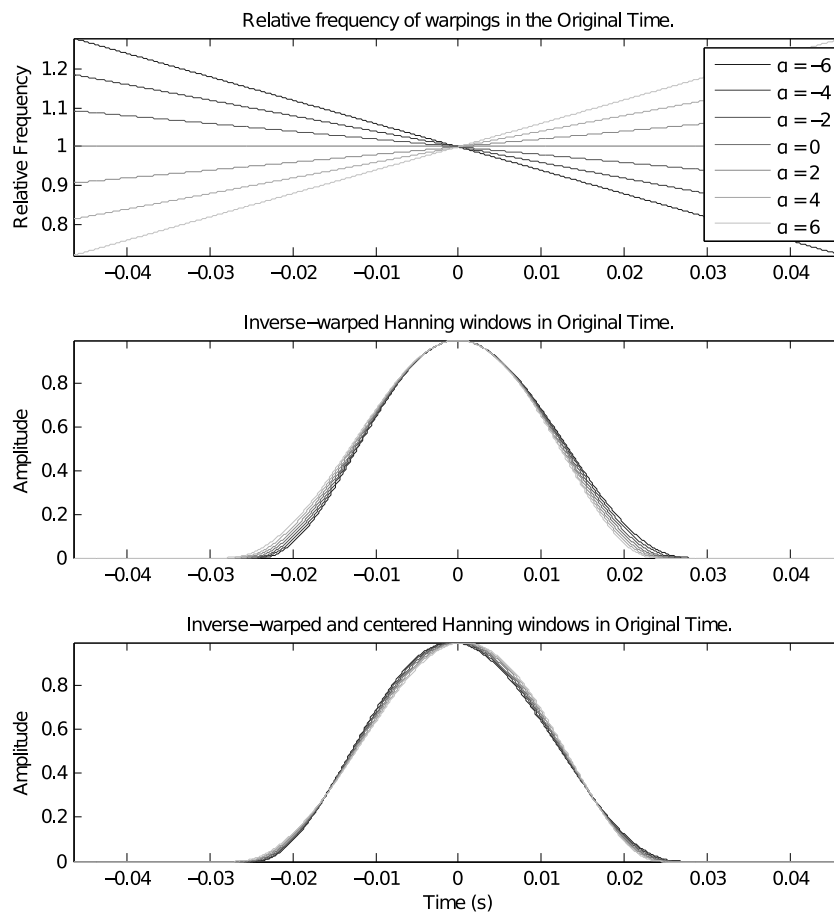 Relative frequency of warpings in the Original Time.
Relative Frequency
1.2
1.1
1
0.9
0.8
−0.04 −0.03 −0.02 −0.01 0 0.01 0.02 0.03 0.04
ɑ = −6
ɑ = −4
ɑ = −2
ɑ = 0
ɑ = 2
ɑ = 4
ɑ = 6
Inverse−warped Hanning windows in Original Time.
Amplitude
0.8
0.6
0.4
0.2
0
−0.04 −0.03 −0.02 −0.01 0 0.01 0.02 0.03 0.04
Inverse−warped and centered Hanning windows in Original Time.
Amplitude
0.8
0.6
0.4
0.2
0
−0.04 −0.03 −0.02 −0.01 0 0.01 0.02 0.03 0.04
Time (s)